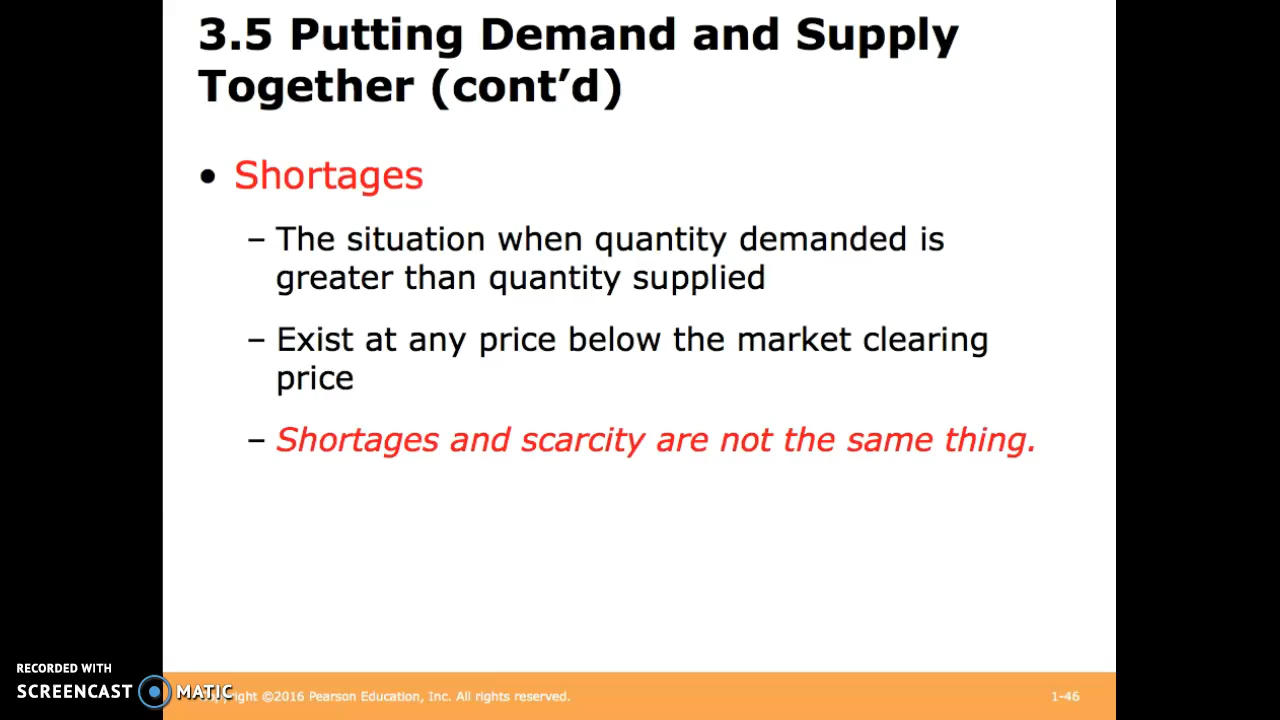 3.5 Putting Demand and Supply
Together (cont’d)
• Shortages
– The situation when quantity demanded is
greater than quantity supplied
– Exist at any price below the market clearing
price
– Shortages and scarcity are not the same thing.
RECORDED WITH
SCREENCAST MATIC
©2016 Pearson Education, Inc. All rights reserved.
1-46